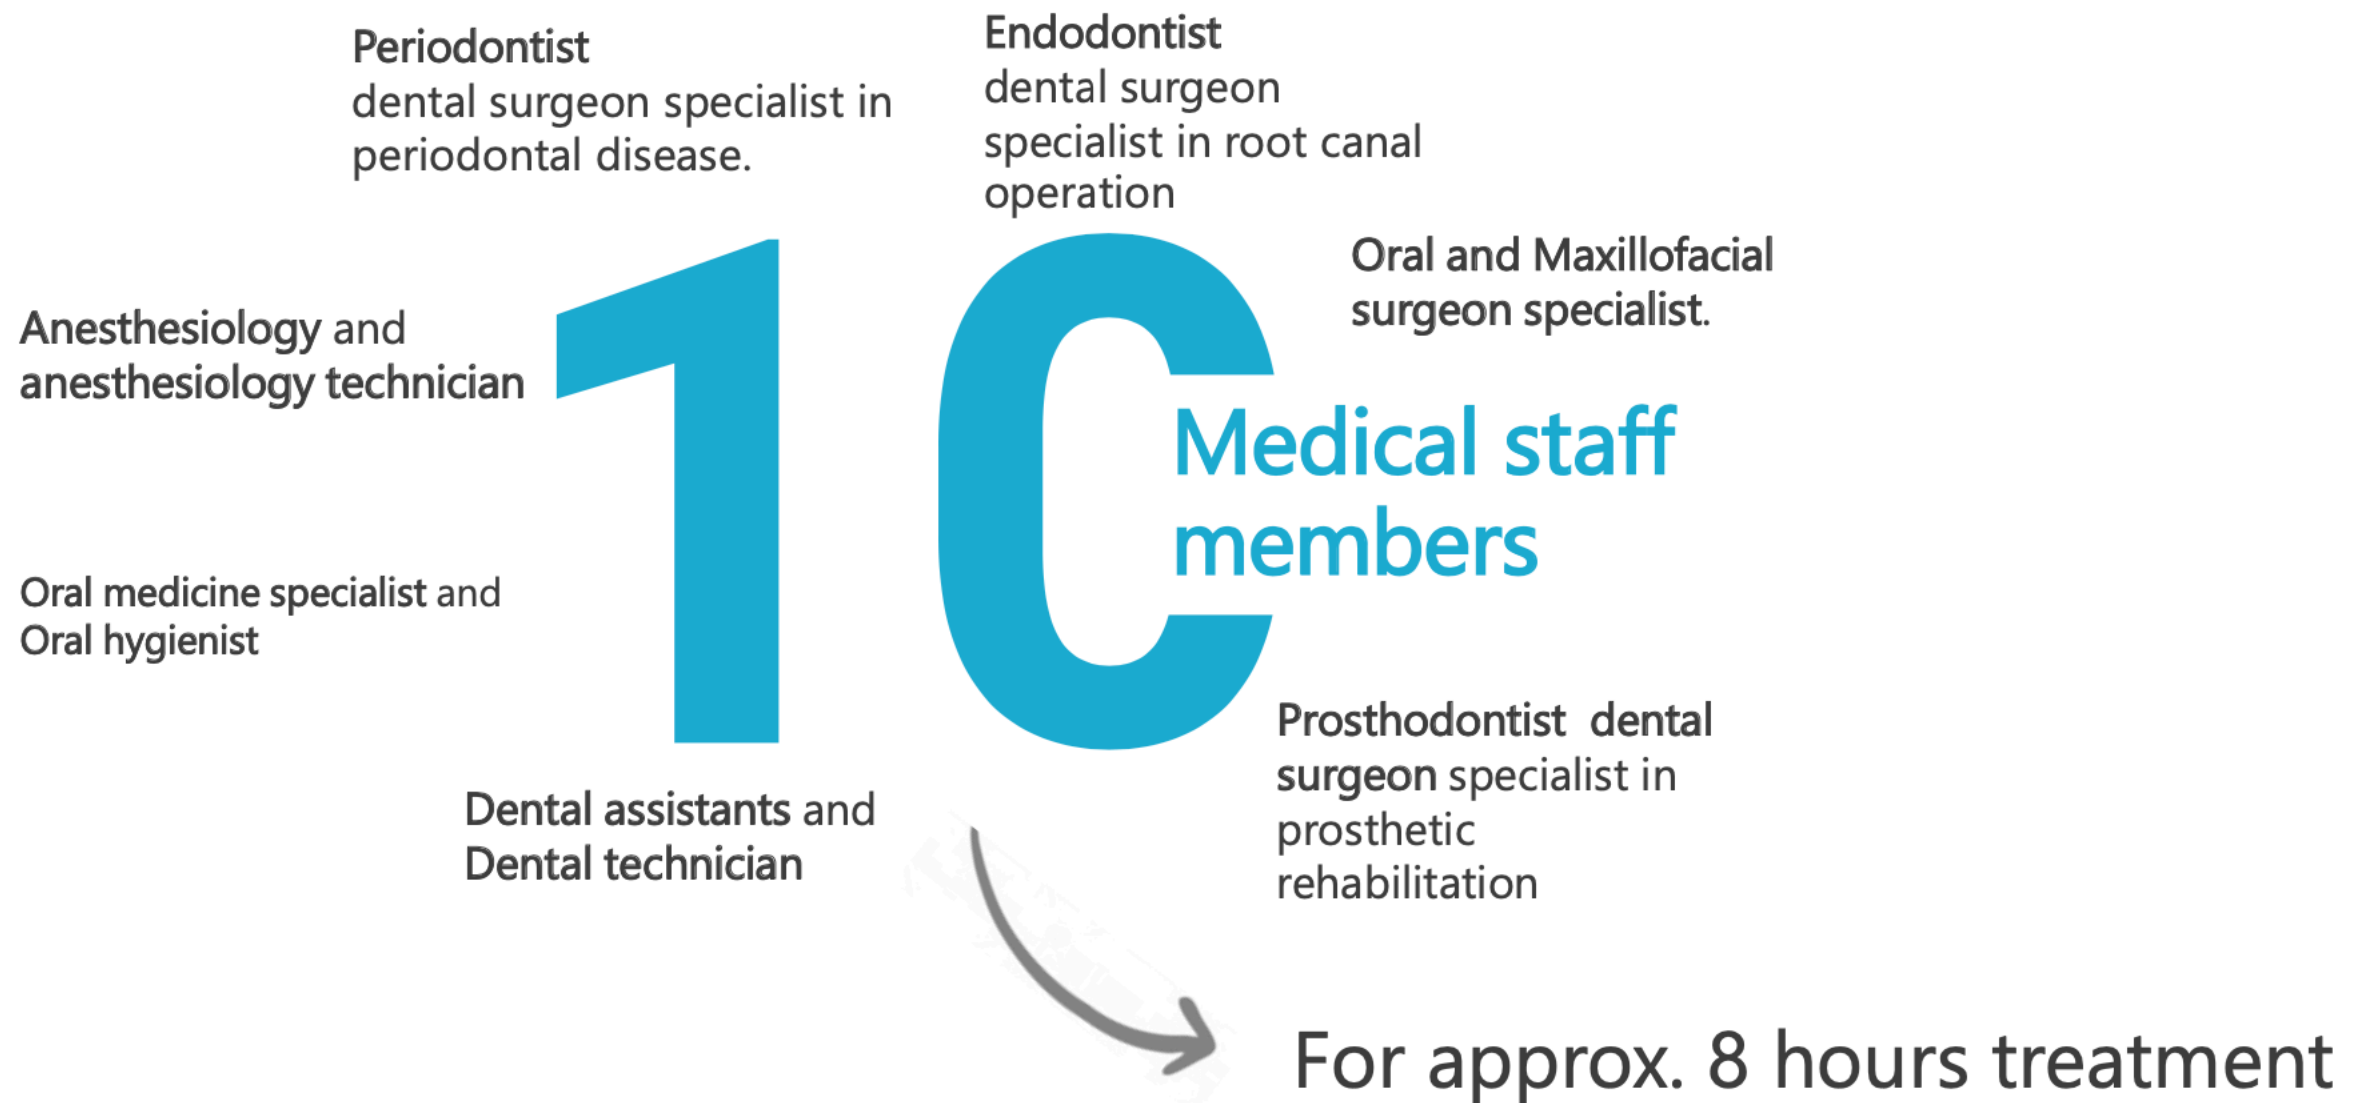 Periodontist
dental surgeon specialist in
periodontal disease.
Endodontist
dental surgeon
specialist in root canal
operation
Oral and Maxillofacial
surgeon specialist.
Anesthesiology and
anesthesiology technician
10
Medical staff
members
Oral medicine specialist and
Oral hygienist
Prosthodontist dental
surgeon specialist in
prosthetic
rehabilitation
Dental assistants and
Dental technician
For approx. 8 hours treatment